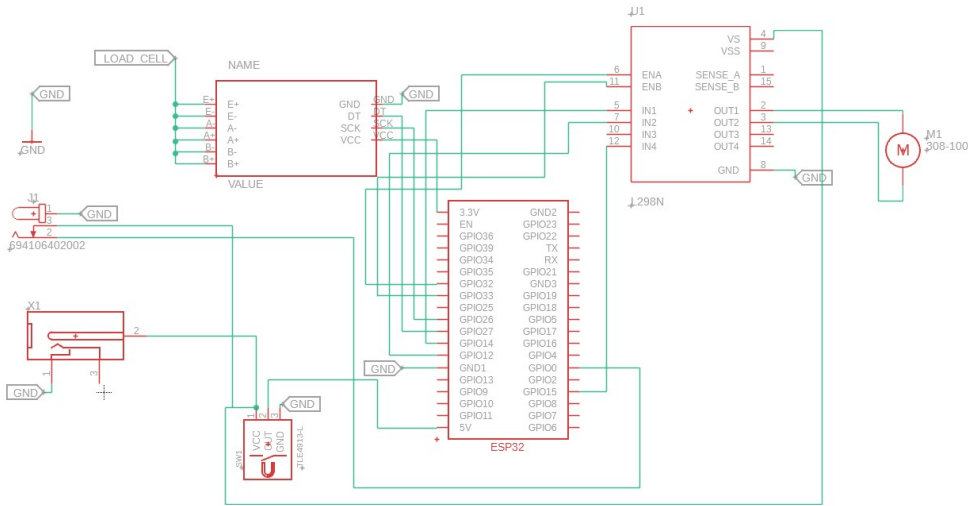 LOAD_CELL
NAME
GND
GND
E+
E-
A-
A+
B-
B+
E+
E-
A-
A+
B-
B+
GND
DT
SCK
VCC
GND
DT
SCK
VCC
GND
VALUE
U1
6
11
5
7
10
12
ENA
ENB
IN1
IN2
IN3
IN4
VS
VSS
SENSE_A
SENSE_B
OUT1
OUT2
OUT3
OUT4
GND
4
9
1
15
2
3
13
14
8
GND
L298N
M
M1
308-100
J1
1
3
2
GND
694106402002
X1
2
1
3
GND
3.3V
EN
GPIO36
GPIO39
GPIO34
GPIO35
GPIO32
GPIO33
GPIO25
GPIO26
GPIO27
GPIO14
GPIO12
GND1
GPIO13
GPIO9
GPIO10
GPIO11
5V
GND2
GPIO23
GPIO22
TX
RX
GPIO21
GND3
GPIO19
GPIO18
GPIO5
GPIO17
GPIO16
GPIO4
GPIO0
GPIO2
GPIO15
GPIO8
GPIO7
GPIO6
GND
ESP32
GND
1
2
3
VCC
OUT
GND
SW1
TLE4913-L